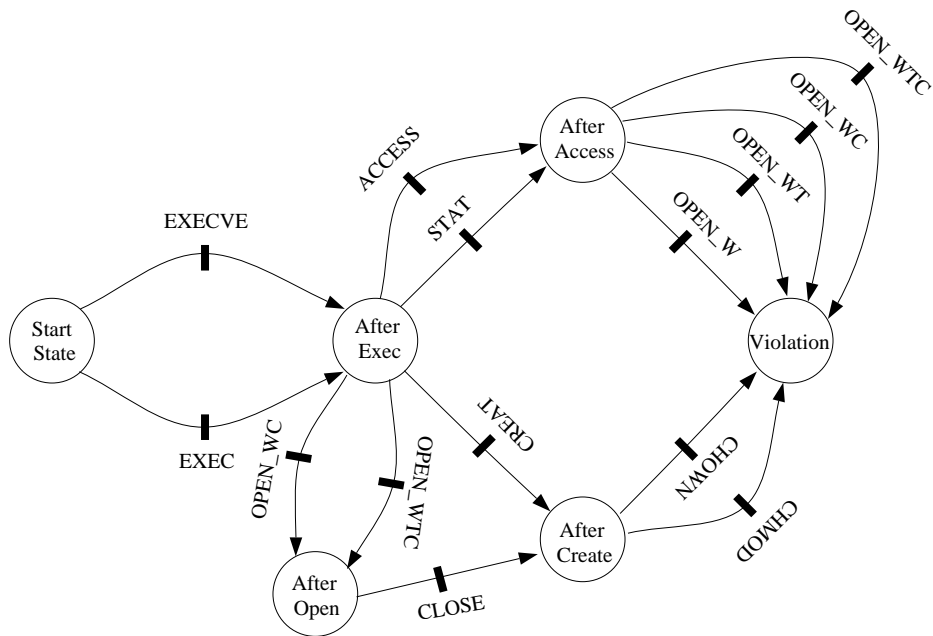 OPEN_WTC
OPEN_WC
OPEN_WT
OPEN_W
After
Access
ACCESS
STAT
EXECVE
Start
State
After
Exec
Violation
EXEC
OPEN_WC
OPEN_WTC
CREAT
CHOWN
CHMOD
After
Create
After
Open
CLOSE